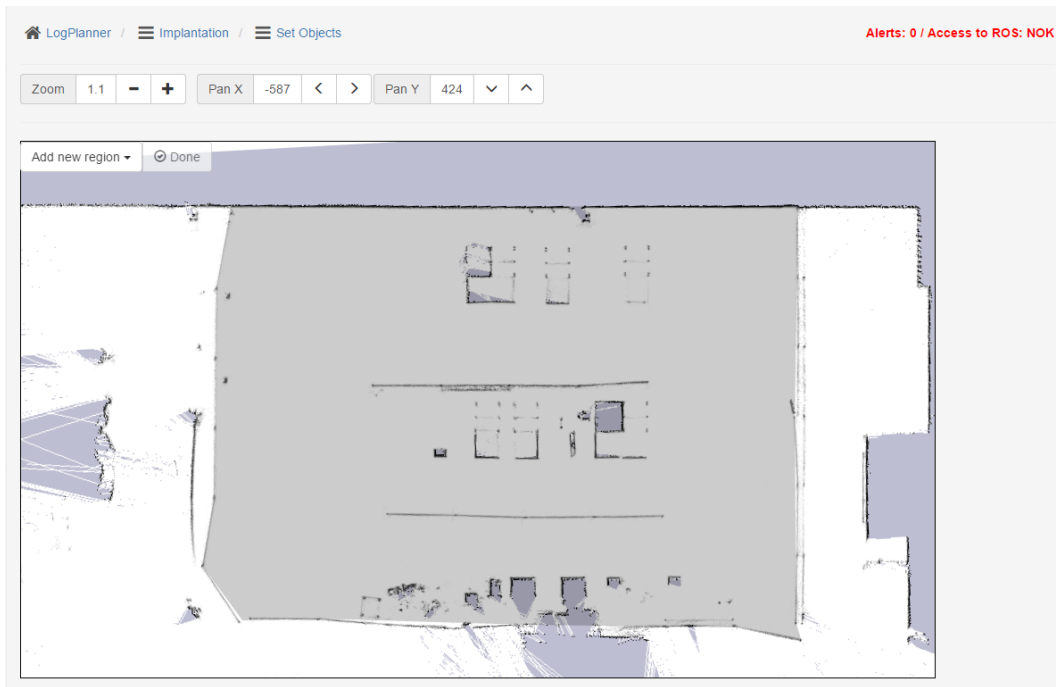 LogPlanner / Implantation / Set Objects
Alerts: 0 / Access to ROS: NOK
Zoom 1.1 Pan X -587 Pan Y 424
Add new region Done